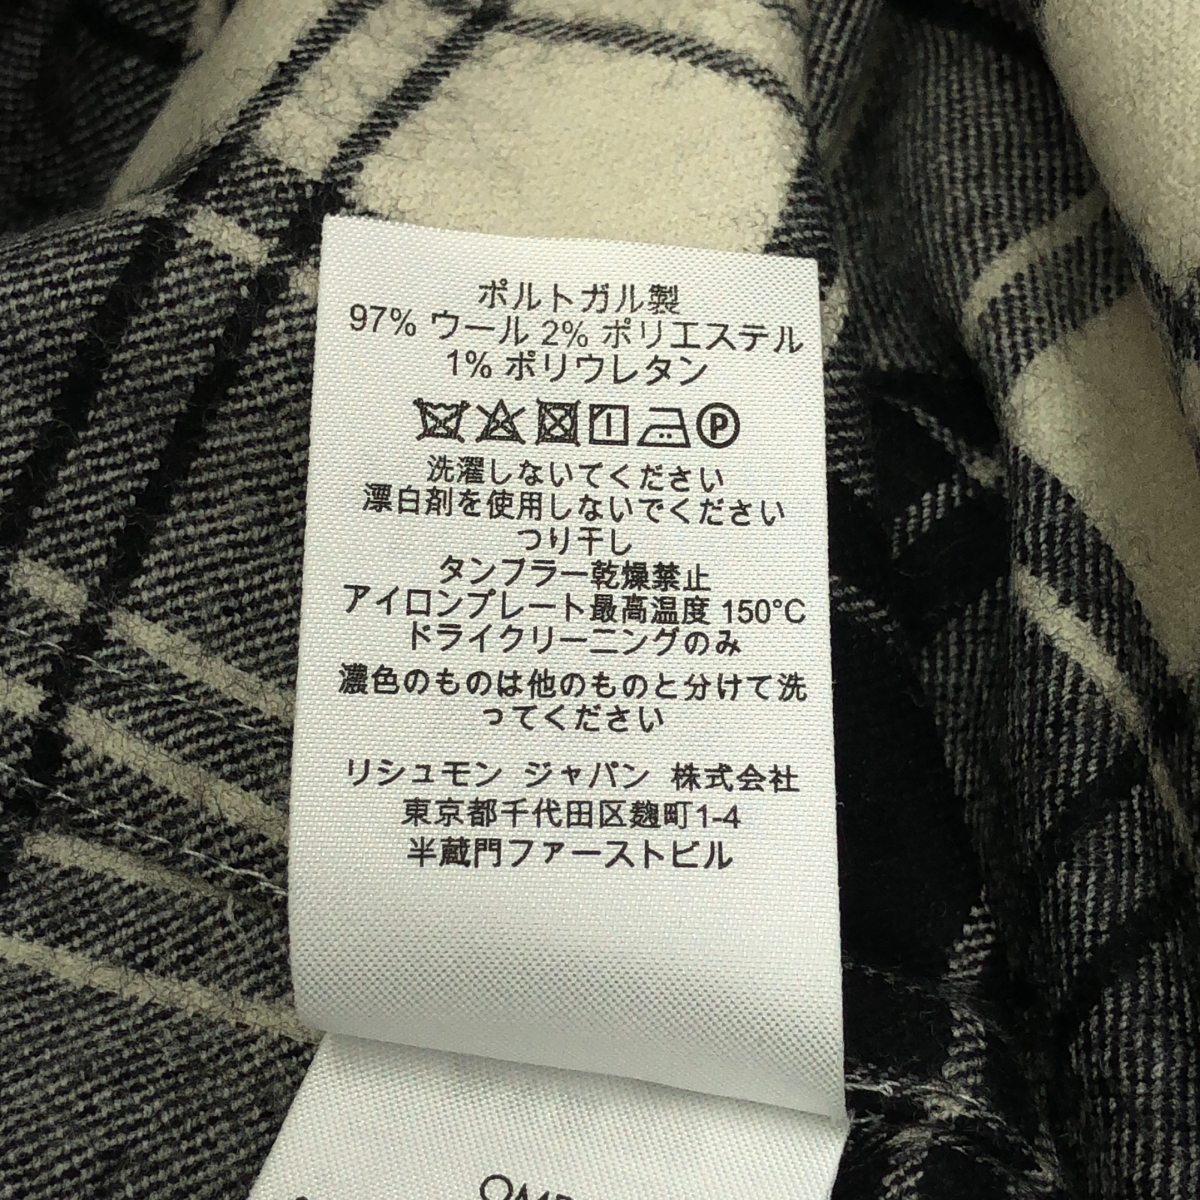 ポルトガル製
97% ウール 2% ポリエステル
1% ポリウレタン
P
洗濯しないてください
漂白剤を使用しないでください
つり干し
タンブラー乾燥禁止
アイロンプレート最高温度 150°C
ドライクリーニングのみ
濃色のものは他のものと分けて洗
ってください
リシュモン ジャパン 株式会社
東京都千代田区麹町1-4
半蔵門ファーストビル